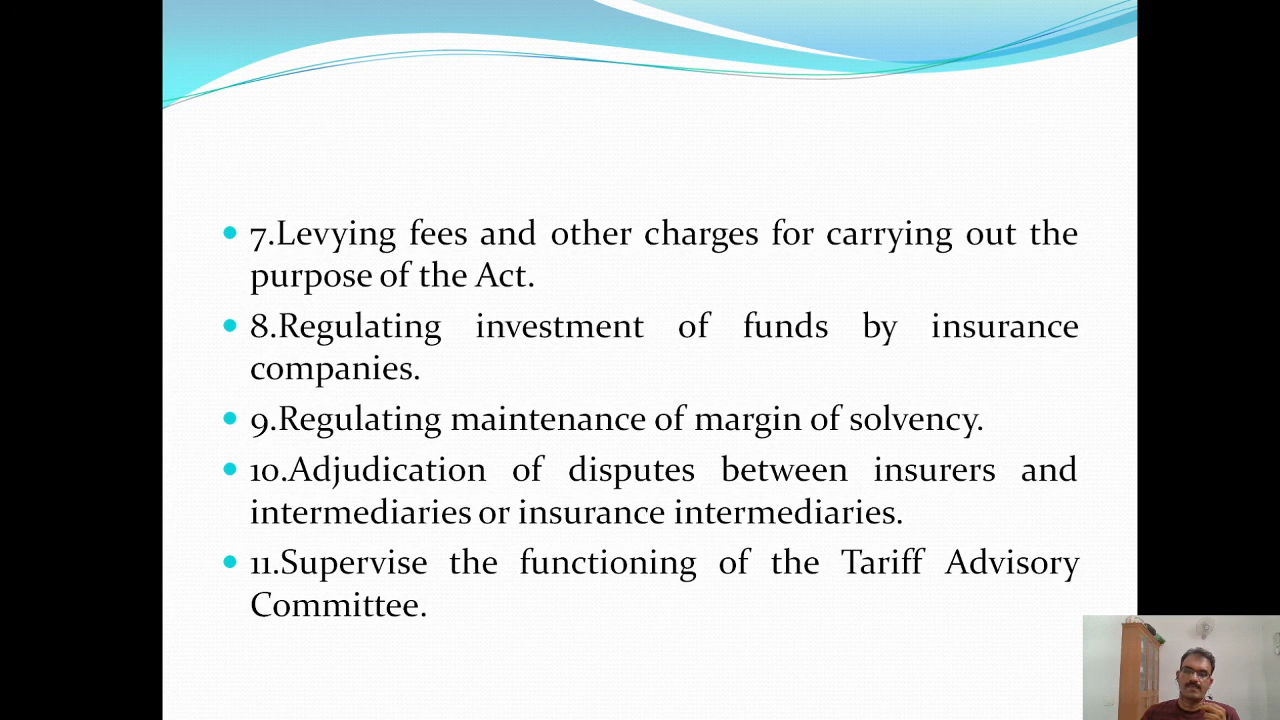 • 7.Levying fees and other charges for carrying out the
purpose of the Act.
• 8.Regulating investment of funds by insurance
companies.
• 9.Regulating maintenance of margin of solvency.
• 10.Adjudication of disputes between insurers and
intermediaries or insurance intermediaries.
• 11.Supervise the functioning of the Tariff Advisory
Committee.